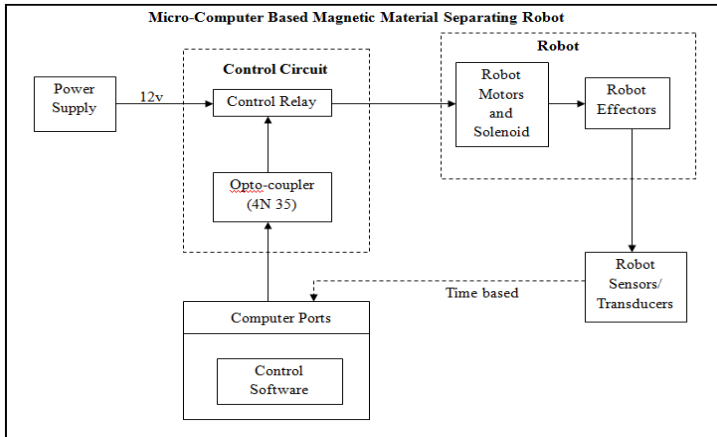 Micro-Computer Based Magnetic Material Separating Robot
Robot
Control Circuit
Power
Supply
12v
Control Relay
Robot
Motors
and
Solenoid
Robot
Effectors
Opto-coupler
(4N 35)
Robot
Sensors/
Transducers
Time based
Computer Ports
Control
Software